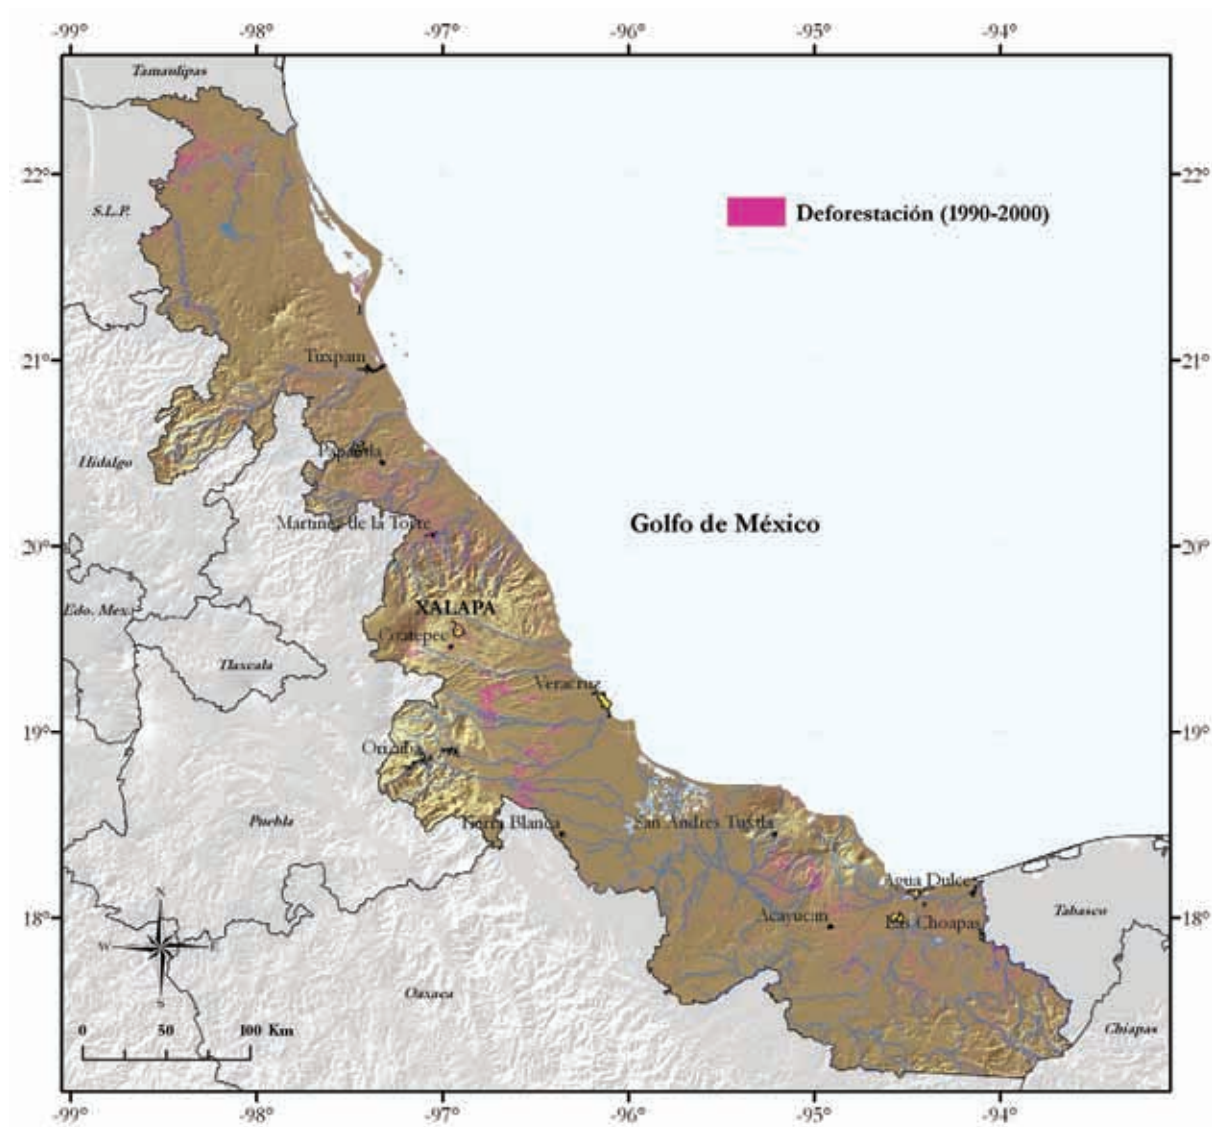 -99° -98° -97° -96° -95° -94°
Tamaulipas
22° 22°
S.L.P.
Deforestación (1990-2000)
21° 21°
Tuxpam
Papantla
Hidalgo
Martínez de la Torre
Golfo de México
20° 20°
Edo. Mex.
XALAPA
Coatepec
Tlaxcala
Veracruz
19° 19°
Orizaba
Puebla
Tierra Blanca
San Andres Tuxtla
Agua Dulce
18° 18°
Acayucan
Las Choapas
Tabasco
N
W E
S
Oaxaca
Chiapas
0 50 100 Km
-99° -98° -97° -96° -95° -94°